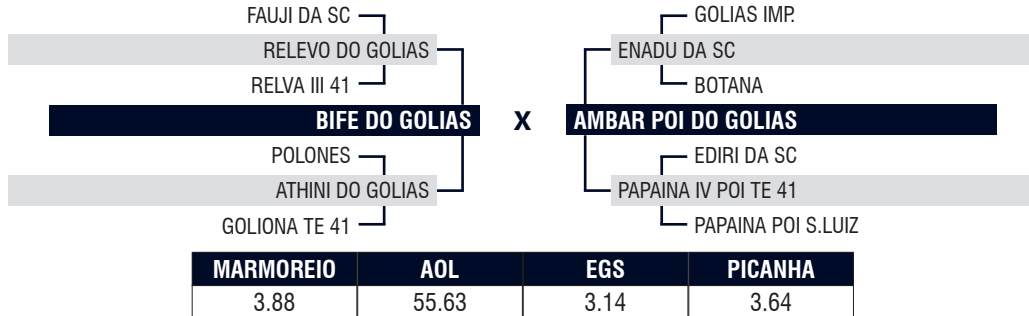 FAUJI DA SC GOLIAS IMP.
RELEVO DO GOLIAS ENADU DA SC
RELVA III 41 BOTANA
BIFE DO GOLIAS X AMBAR POI DO GOLIAS
POLONES EDIRI DA SC
ATHINI DO GOLIAS PAPAINA IV POI TE 41
GOLIONA TE 41 PAPAINA POI S.LUIZ
MARMOREIO AOL EGS PICANHA
3.88 55.63 3.14 3.64